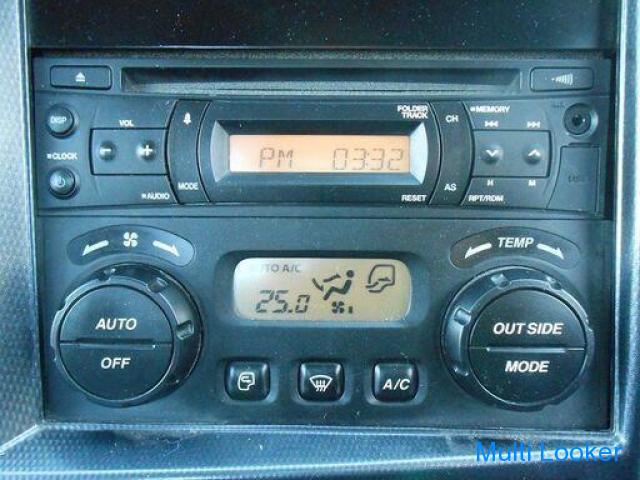 DISP
VOL
- +
CLOCK
AUDIO
MODE
FOLDER
TRACK
PM 03:32
RESET
CH
AS
MEMORY
H M
RPT/RDM
TEMP
AUTO
OFF
TO A/C
25.0
A/C
OUT SIDE
MODE
Multi Looker